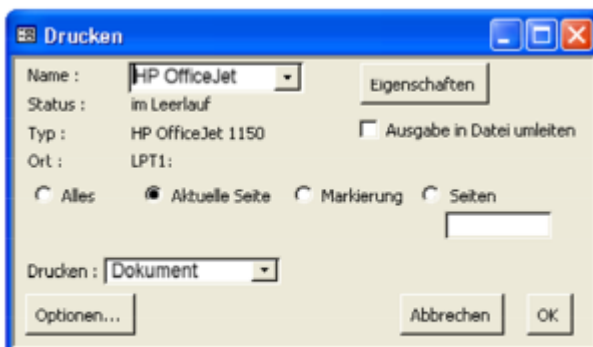 Drucken
Name : HP OfficeJet Eigenschaften
Status : im Leerlauf
Typ : HP OfficeJet 1150 Ausgabe in Datei umleiten
Ort : LPT1:
Alles Aktuelle Seite Markierung Seiten
Drucken : Dokument
Optionen... Abbrechen OK